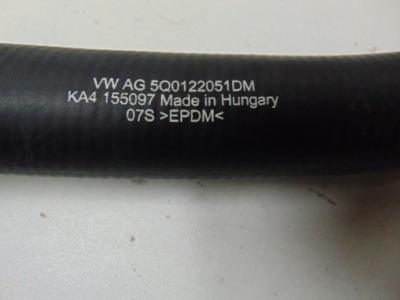 VW AG 5Q0122051DM
KA4 155097 Made in Hungary
07S >EPDM<